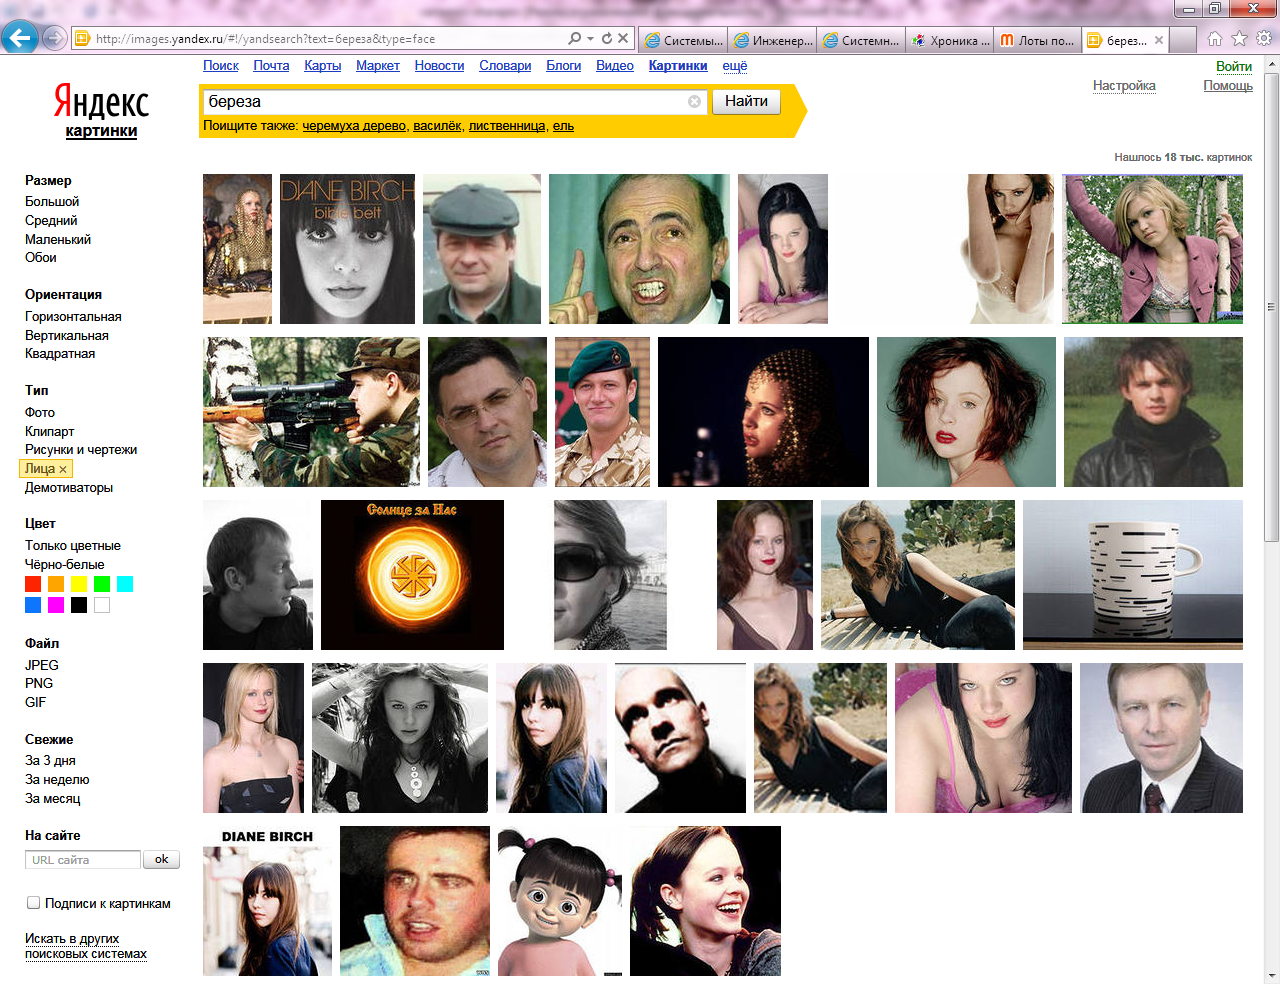 http://images.yandex.ru/#!/yandsearch?text=береза&type=face
Системы...
Инженер...
Системн...
Хроника ...
Лоты по...
берез...
Поиск Почта Карты Маркет Новости Словари Блоги Видео Картинки ещё
Войти
Настройка Помощь
Яндекс
картинки
береза
Найти
Поищите также: черемуха дерево, василёк, лиственница, ель
Нашлось 18 тыс. картинок
Размер
Большой
Средний
Маленький
Обои
Ориентация
Горизонтальная
Вертикальная
Квадратная
Тип
Фото
Клипарт
Рисунки и чертежи
Лица ×
Демотиваторы
Цвет
Только цветные
Чёрно-белые
Файл
JPEG
PNG
GIF
Свежие
За 3 дня
За неделю
За месяц
На сайте
URL сайта
ok
Подписи к картинкам
Искать в других
поисковых системах
DIANE BIRCH
bible belt
Солнце за Нас
DIANE BIRCH